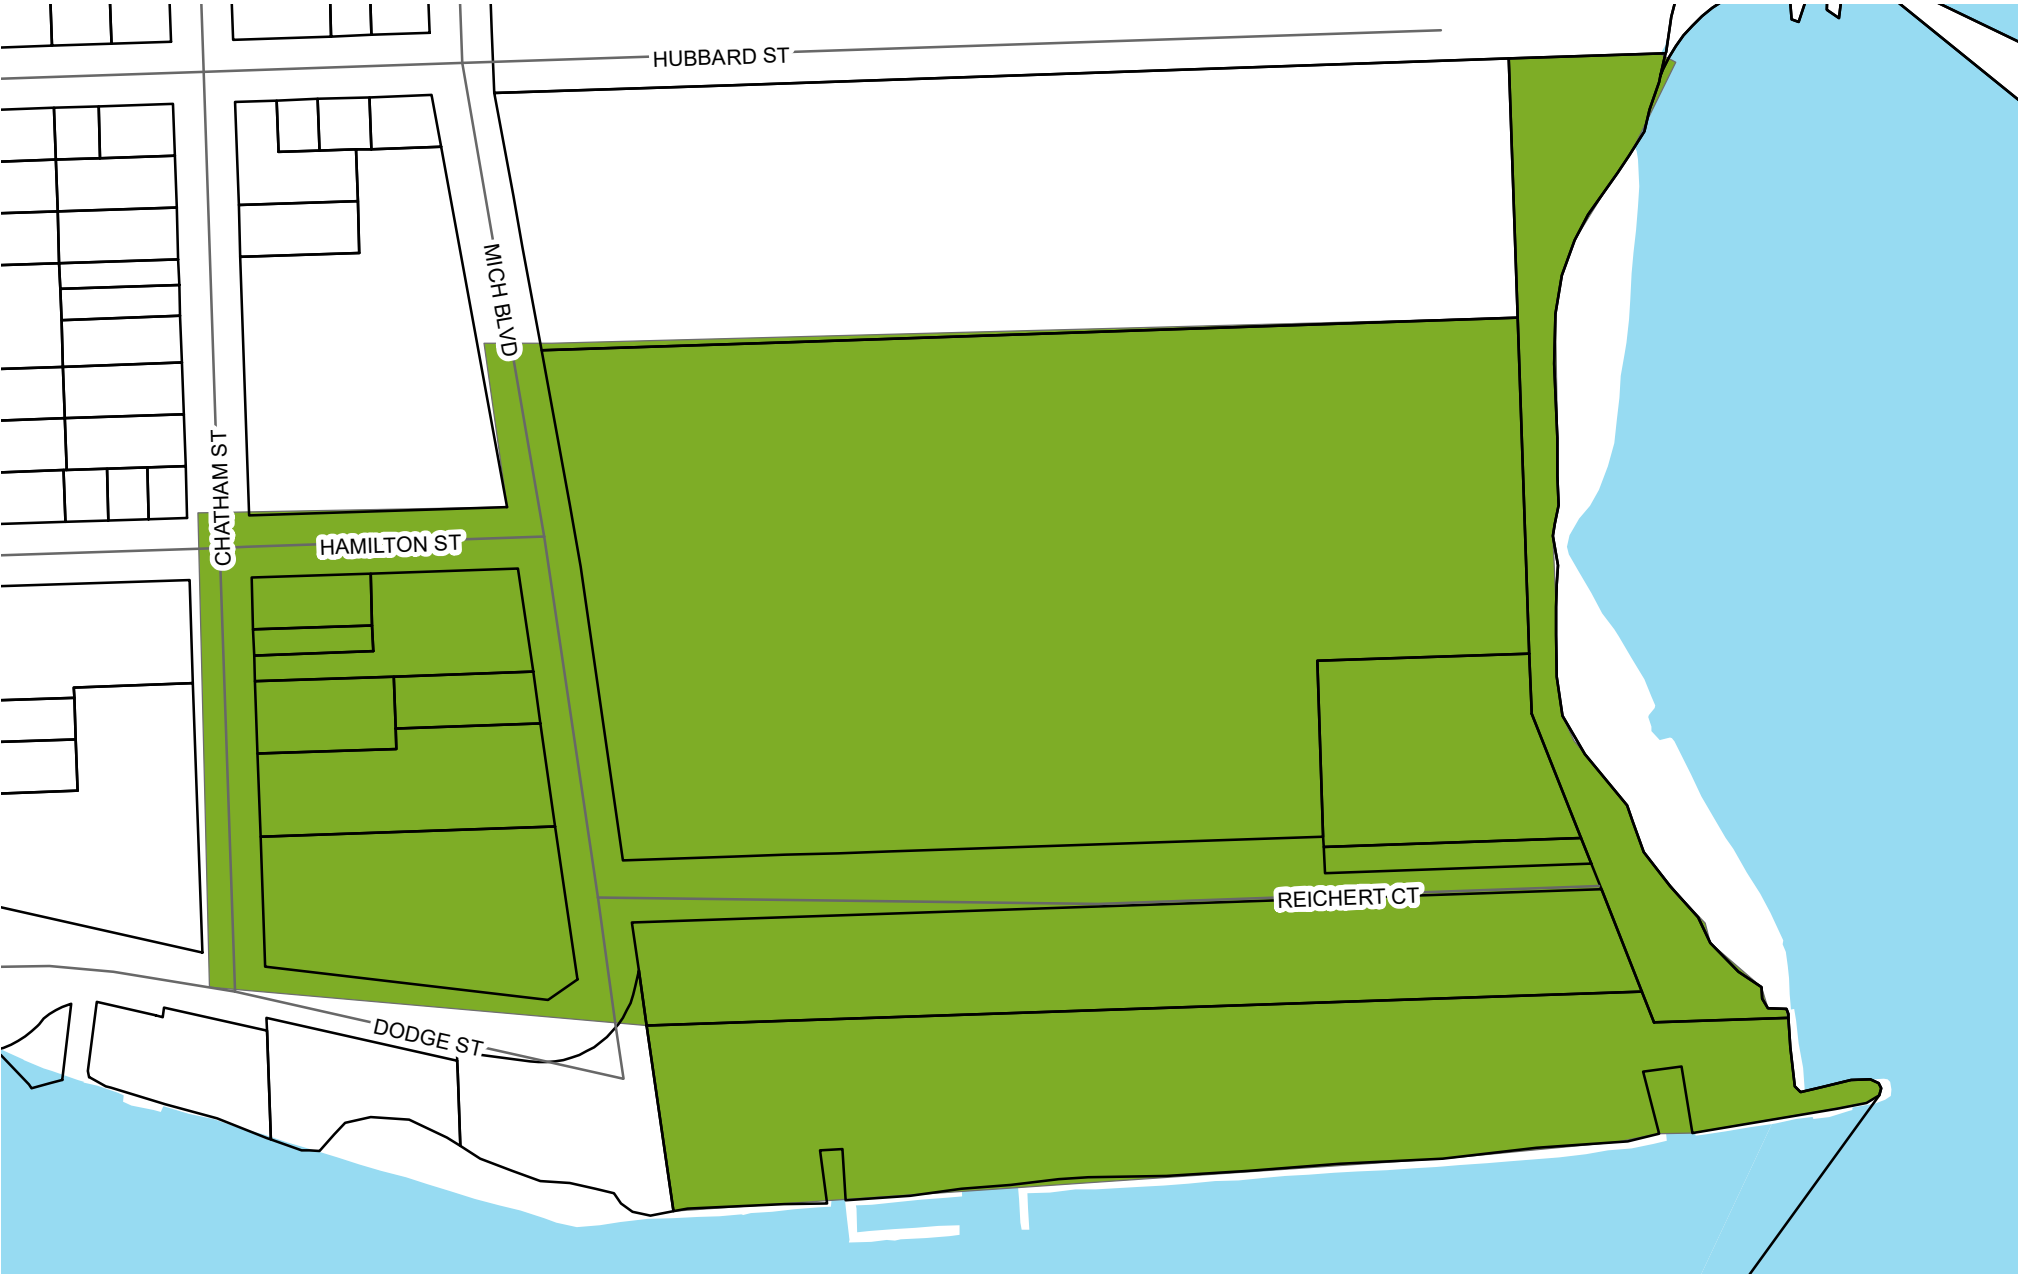 HUBBARD ST
MICH BLVD
CHATHAM ST
HAMILTON ST
REICHERT CT
DODGE ST